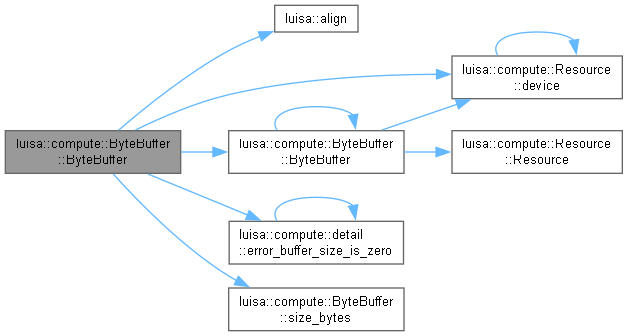 luisa::compute::ByteBuffer
::ByteBuffer
luisa::align
luisa::compute::Resource
::device
luisa::compute::ByteBuffer
::ByteBuffer
luisa::compute::Resource
::Resource
luisa::compute::detail
::error_buffer_size_is_zero
luisa::compute::ByteBuffer
::size_bytes